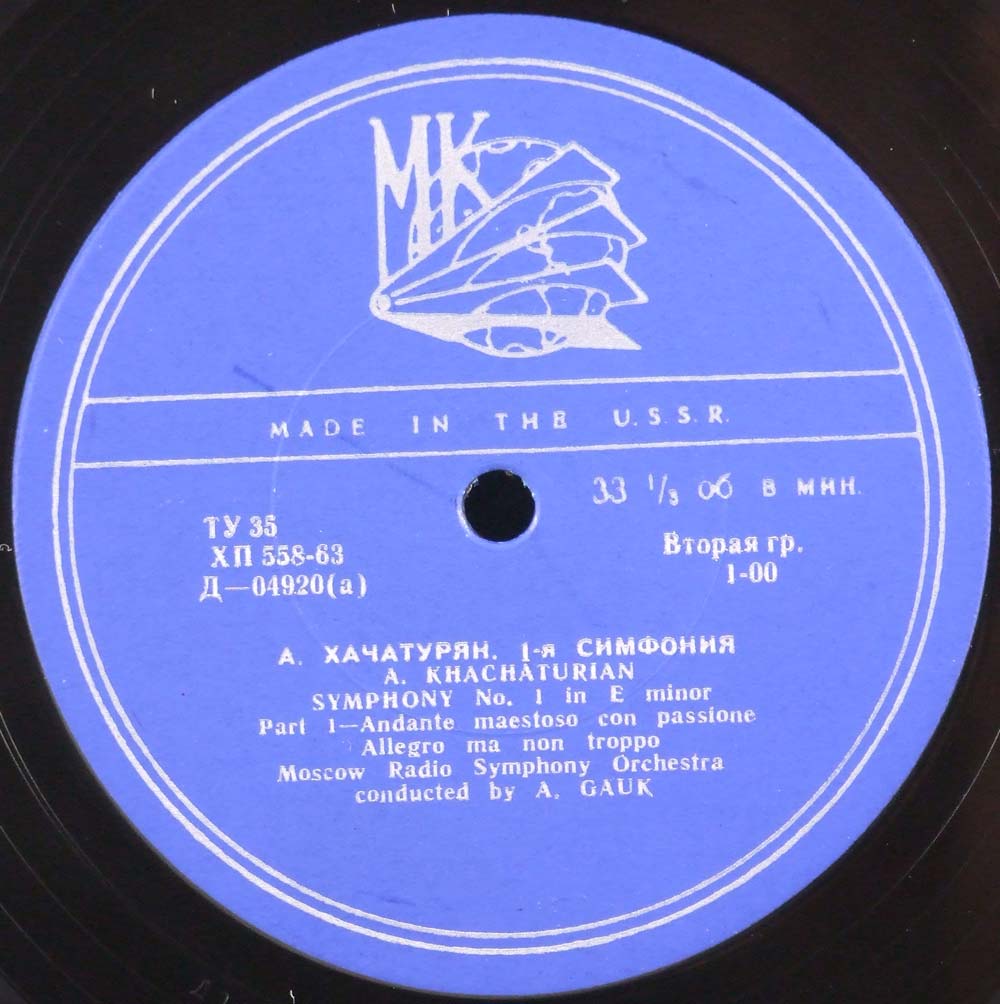 МК
MADE IN THE U.S.S.R.
33 1/3 об в мин.
ТУ 35
ХП 558-63
Д—04920(а)
Вторая гр.
1-00
А. ХАЧАТУРЯН. 1-я СИМФОНИЯ
A. KHACHATURIAN
SYMPHONY No. 1 in E minor
Part 1—Andante maestoso con passione
Allegro ma non troppo
Moscow Radio Symphony Orchestra
conducted by A. GAUK